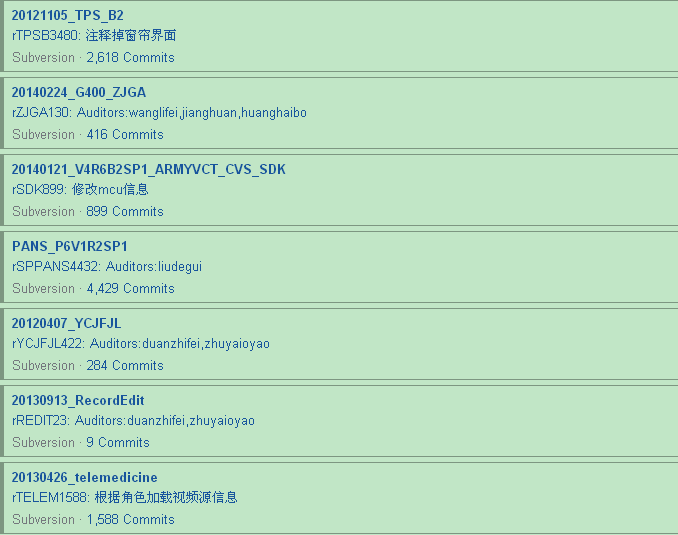 20121105_TPS_B2
rTPSB3480: 注释掉窗帘界面
Subversion · 2,618 Commits
20140224_G400_ZJGA
rZJGA130: Auditors:wanglifei,jianghuan,huanghaibo
Subversion · 416 Commits
20140121_V4R6B2SP1_ARMYVCT_CVS_SDK
rSDK899: 修改mcu信息
Subversion · 899 Commits
PANS_P6V1R2SP1
rSPPANS4432: Auditors:liudegui
Subversion · 4,429 Commits
20120407_YCJFJL
rYCJFJL422: Auditors:duanzhifei,zhuyaioyao
Subversion · 284 Commits
20130913_RecordEdit
rREDIT23: Auditors:duanzhifei,zhuyaioyao
Subversion · 9 Commits
20130426_telemedicine
rTELEM1588: 根据角色加载视频源信息
Subversion · 1,588 Commits